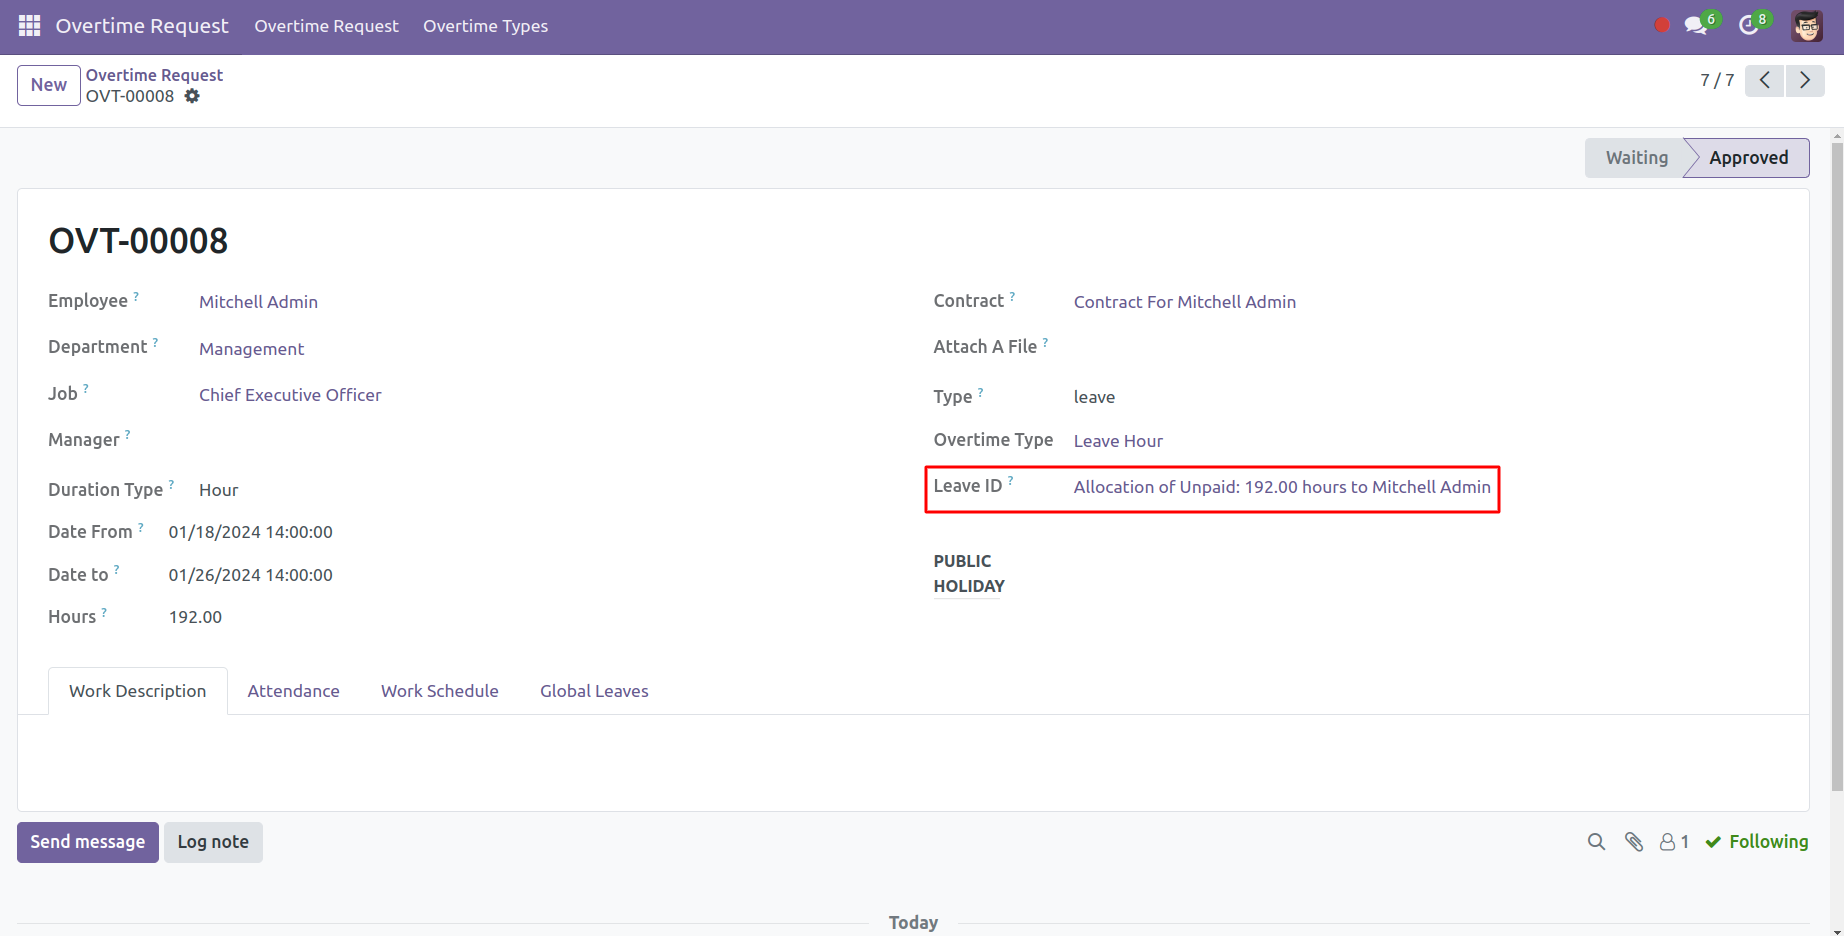 Overtime Request Overtime Request Overtime Types 6 8
New Overtime Request
OVT-00008
7 / 7
Waiting Approved
OVT-00008
Employee ? Mitchell Admin
Department ? Management
Job ? Chief Executive Officer
Manager ?
Duration Type ? Hour
Date From ? 01/18/2024 14:00:00
Date to ? 01/26/2024 14:00:00
Hours ? 192.00
Contract ? Contract For Mitchell Admin
Attach A File ?
Type ? leave
Overtime Type Leave Hour
Leave ID ? Allocation of Unpaid: 192.00 hours to Mitchell Admin
PUBLIC
HOLIDAY
Work Description Attendance Work Schedule Global Leaves
Send message Log note 1 Following
Today